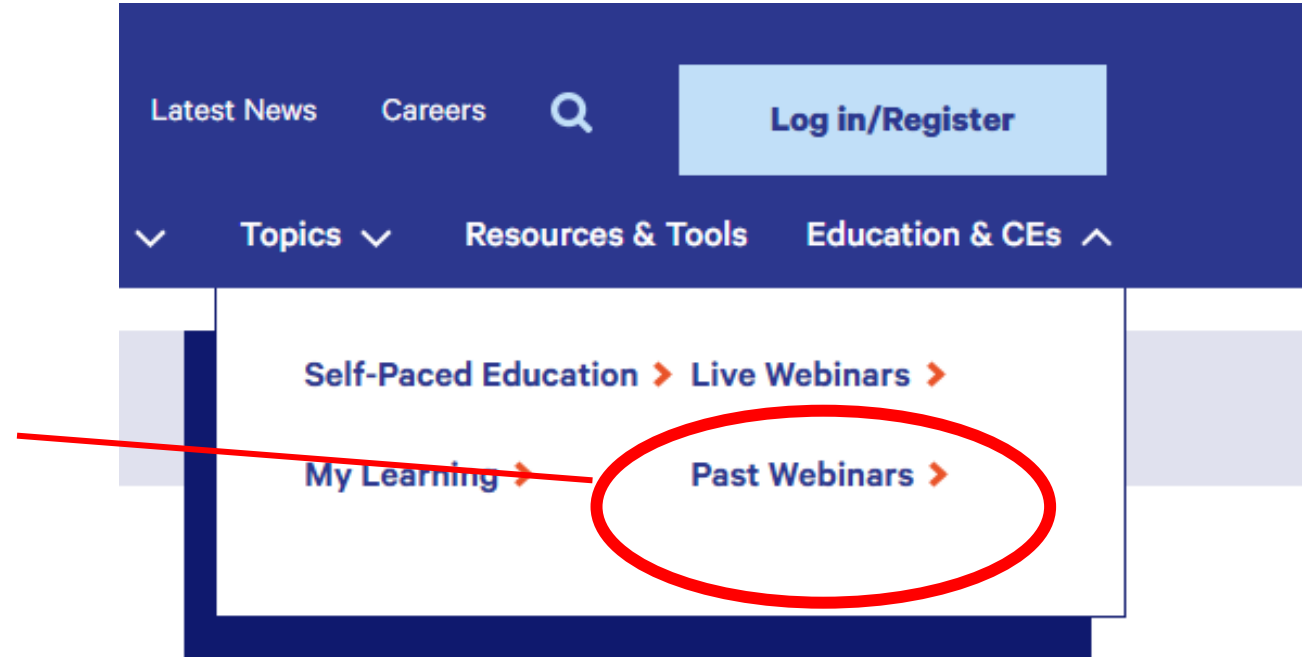 Latest News Careers Log in/Register
Topics Resources & Tools Education & CEs
Self-Paced Education Live Webinars
My Learning Past Webinars